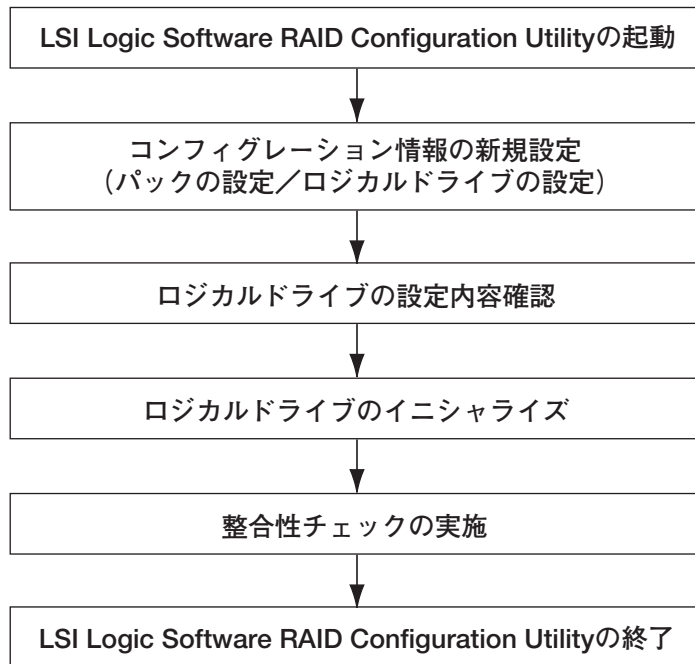 LSI Logic Software RAID Configuration Utilityの起動
コンフィグレーション情報の新規設定
（パックの設定／ロジカルドライブの設定）
ロジカルドライブの設定内容確認
ロジカルドライブのイニシャライズ
整合性チェックの実施
LSI Logic Software RAID Configuration Utilityの終了